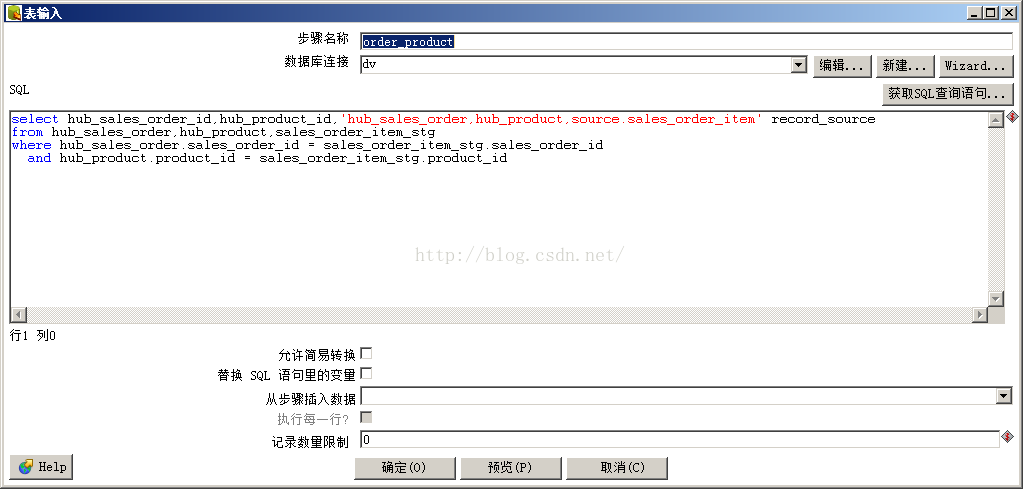 表输入
步骤名称 order_product
数据库连接 dv 编辑... 新建... Wizard...
SQL 获取SQL查询语句...
select hub_sales_order_id,hub_product_id,'hub_sales_order,hub_product,source.sales_order_item' record_source
from hub_sales_order,hub_product,sales_order_item_stg
where hub_sales_order.sales_order_id = sales_order_item_stg.sales_order_id
  and hub_product.product_id = sales_order_item_stg.product_id
http://blog.csdn.net/
行1 列0
允许简易转换
替换 SQL 语句里的变量
从步骤插入数据
执行每一行?
记录数量限制 0
Help 确定(O) 预览(P) 取消(C)